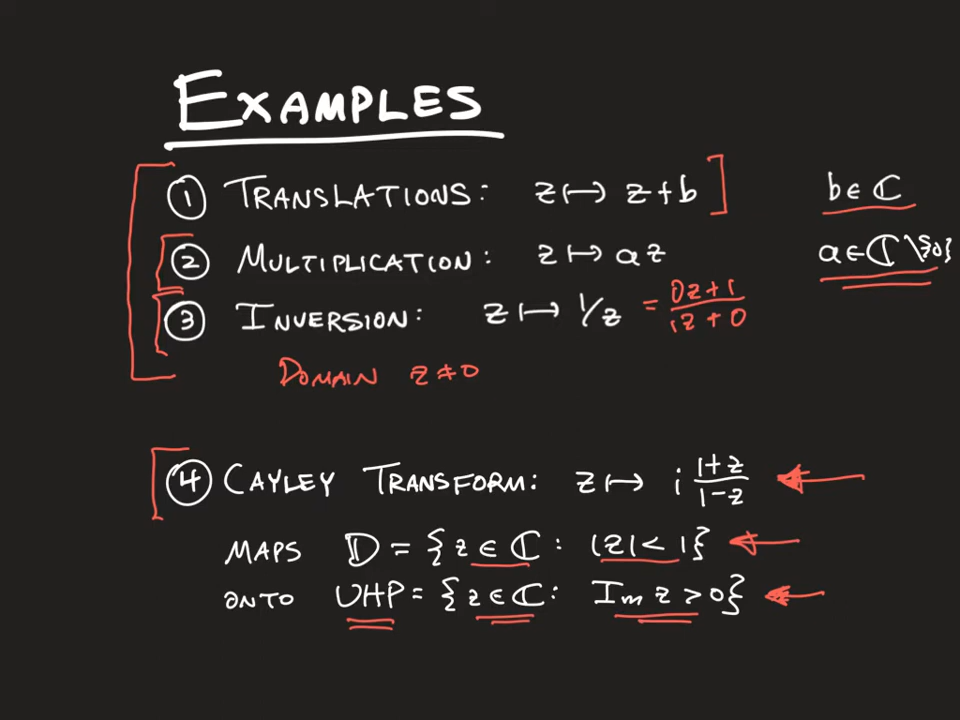 EXAMPLES
① TRANSLATIONS: z ↦ z+b b ∈ ℂ
② MULTIPLICATION: z ↦ az a ∈ ℂ\{0}
③ INVERSION: z ↦ 1/z = (0z+1)/(1z+0)
DOMAIN z ≠ 0
④ CAYLEY TRANSFORM: z ↦ i (1+z)/(1-z)
MAPS 𝔻 = {z ∈ ℂ: |z| < 1}
ONTO UHP = {z ∈ ℂ: Im z > 0}